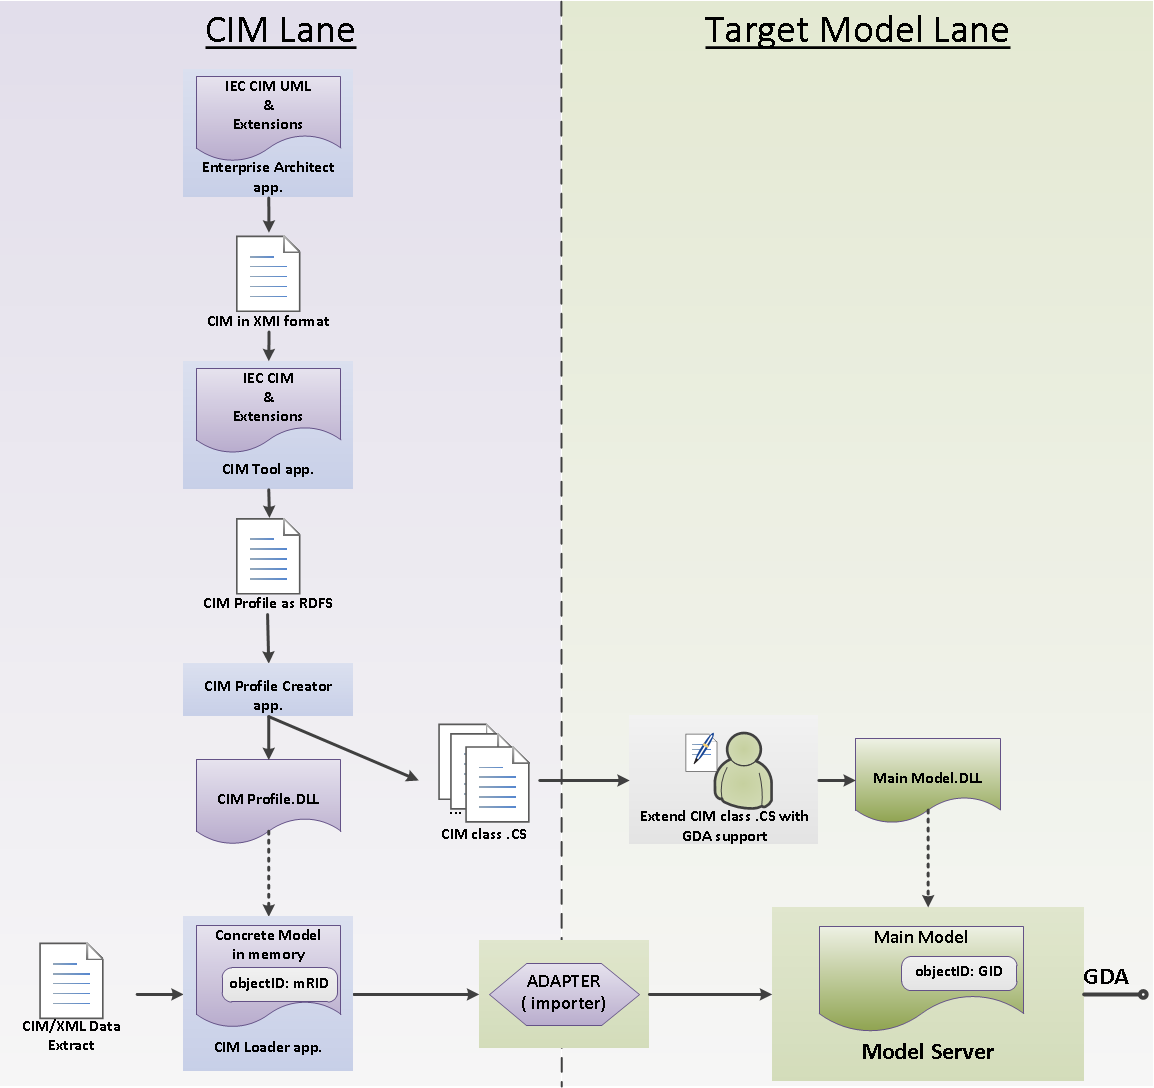 CIM Lane
Target Model Lane
IEC CIM UML
&
Extensions
Enterprise Architect
app.
CIM in XMI format
IEC CIM
&
Extensions
CIM Tool app.
CIM Profile as RDFS
CIM Profile Creator
app.
CIM Profile.DLL
...
CIM class .CS
Extend CIM class .CS with
GDA support
Main Model.DLL
CIM/XML Data
Extract
Concrete Model
in memory
objectID: mRID
CIM Loader app.
ADAPTER
( importer)
Main Model
objectID: GID
Model Server
GDA